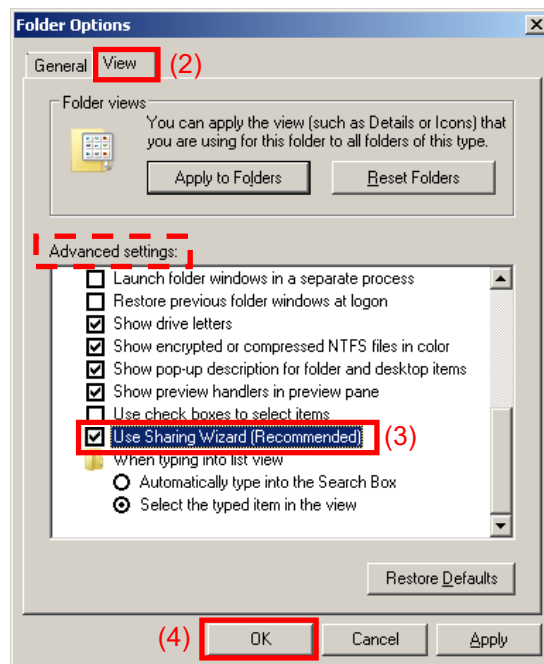 Folder Options
General View (2)
Folder views
You can apply the view (such as Details or Icons) that
you are using for this folder to all folders of this type.
Apply to Folders Reset Folders
Advanced settings:
Launch folder windows in a separate process
Restore previous folder windows at logon
Show drive letters
Show encrypted or compressed NTFS files in color
Show pop-up description for folder and desktop items
Show preview handlers in preview pane
Use check boxes to select items
Use Sharing Wizard (Recommended) (3)
When typing into list view
Automatically type into the Search Box
Select the typed item in the view
Restore Defaults
(4) OK Cancel Apply